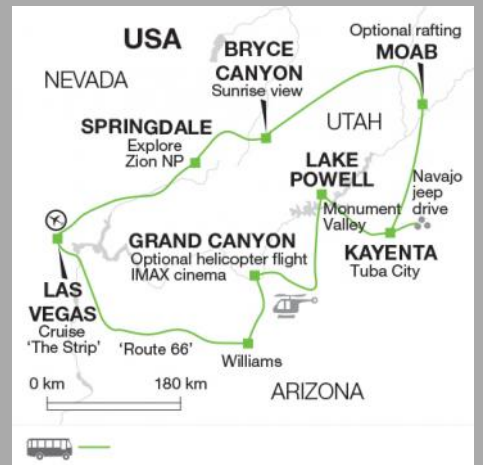 USA
NEVADA
BRYCE
CANYON
Sunrise view
Optional rafting
MOAB
SPRINGDALE
Explore
Zion NP
UTAH
LAKE
POWELL
Monument
Valley
Navajo
jeep
drive
KAYENTA
Tuba City
GRAND CANYON
Optional helicopter flight
IMAX cinema
LAS
VEGAS
Cruise
'The Strip'
'Route 66'
Williams
ARIZONA
0 km 180 km